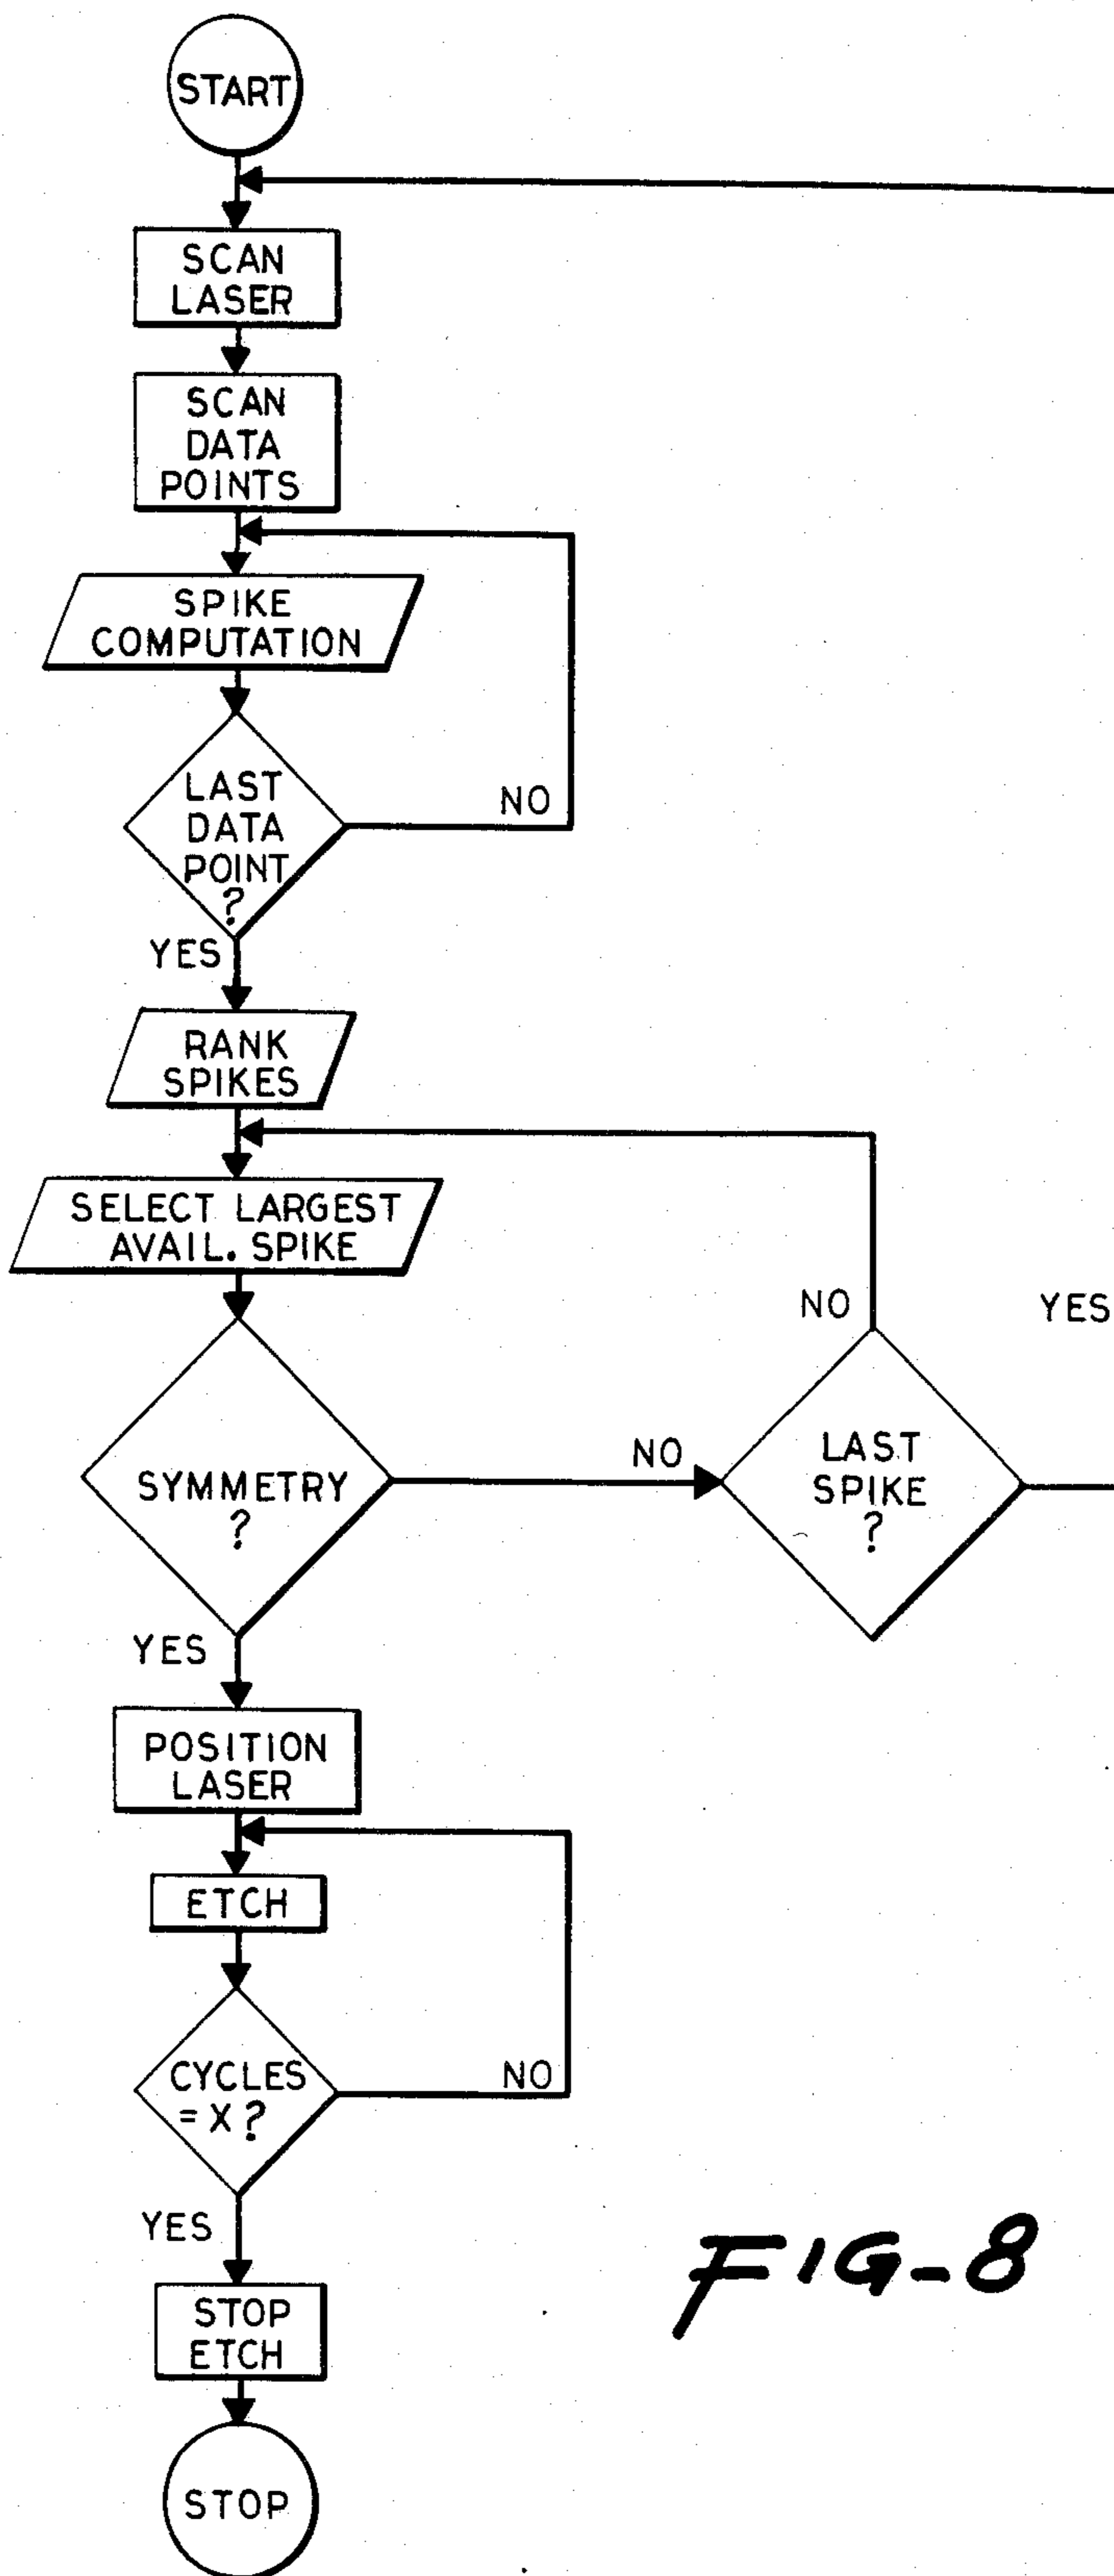 START
SCAN
LASER
SCAN
DATA
POINTS
SPIKE
COMPUTATION
LAST
DATA
POINT
?
NO
YES
RANK
SPIKES
SELECT LARGEST
AVAIL. SPIKE
SYMMETRY
?
NO
LAST
SPIKE
?
NO
YES
YES
POSITION
LASER
ETCH
CYCLES
= X ?
NO
YES
STOP
ETCH
STOP
FIG-8